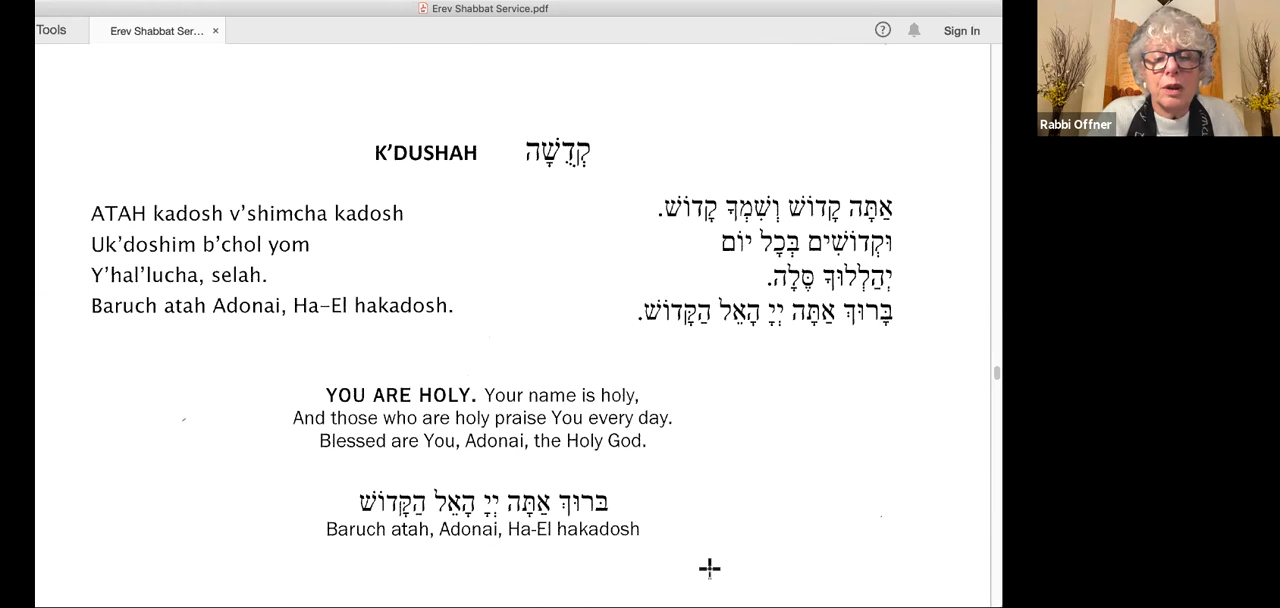 Erev Shabbat Service.pdf
Tools
Erev Shabbat Ser... ×
?
Sign In
Rabbi Offner
K'DUSHAH קְדֻשָּׁה
ATAH kadosh v'shimcha kadosh
Uk'doshim b'chol yom
Y'hal'lucha, selah.
Baruch atah Adonai, Ha-El hakadosh.
אַתָּה קָדוֹשׁ וְשִׁמְךָ קָדוֹשׁ.
וּקְדוֹשִׁים בְּכָל יוֹם
יְהַלְלוּךָ סֶּלָה.
בָּרוּךְ אַתָּה יְיָ הָאֵל הַקָּדוֹשׁ.
YOU ARE HOLY. Your name is holy,
And those who are holy praise You every day.
Blessed are You, Adonai, the Holy God.
ברוּךְ אַתָּה יְיָ הָאֵל הַקָּדוֹשׁ
Baruch atah, Adonai, Ha-El hakadosh